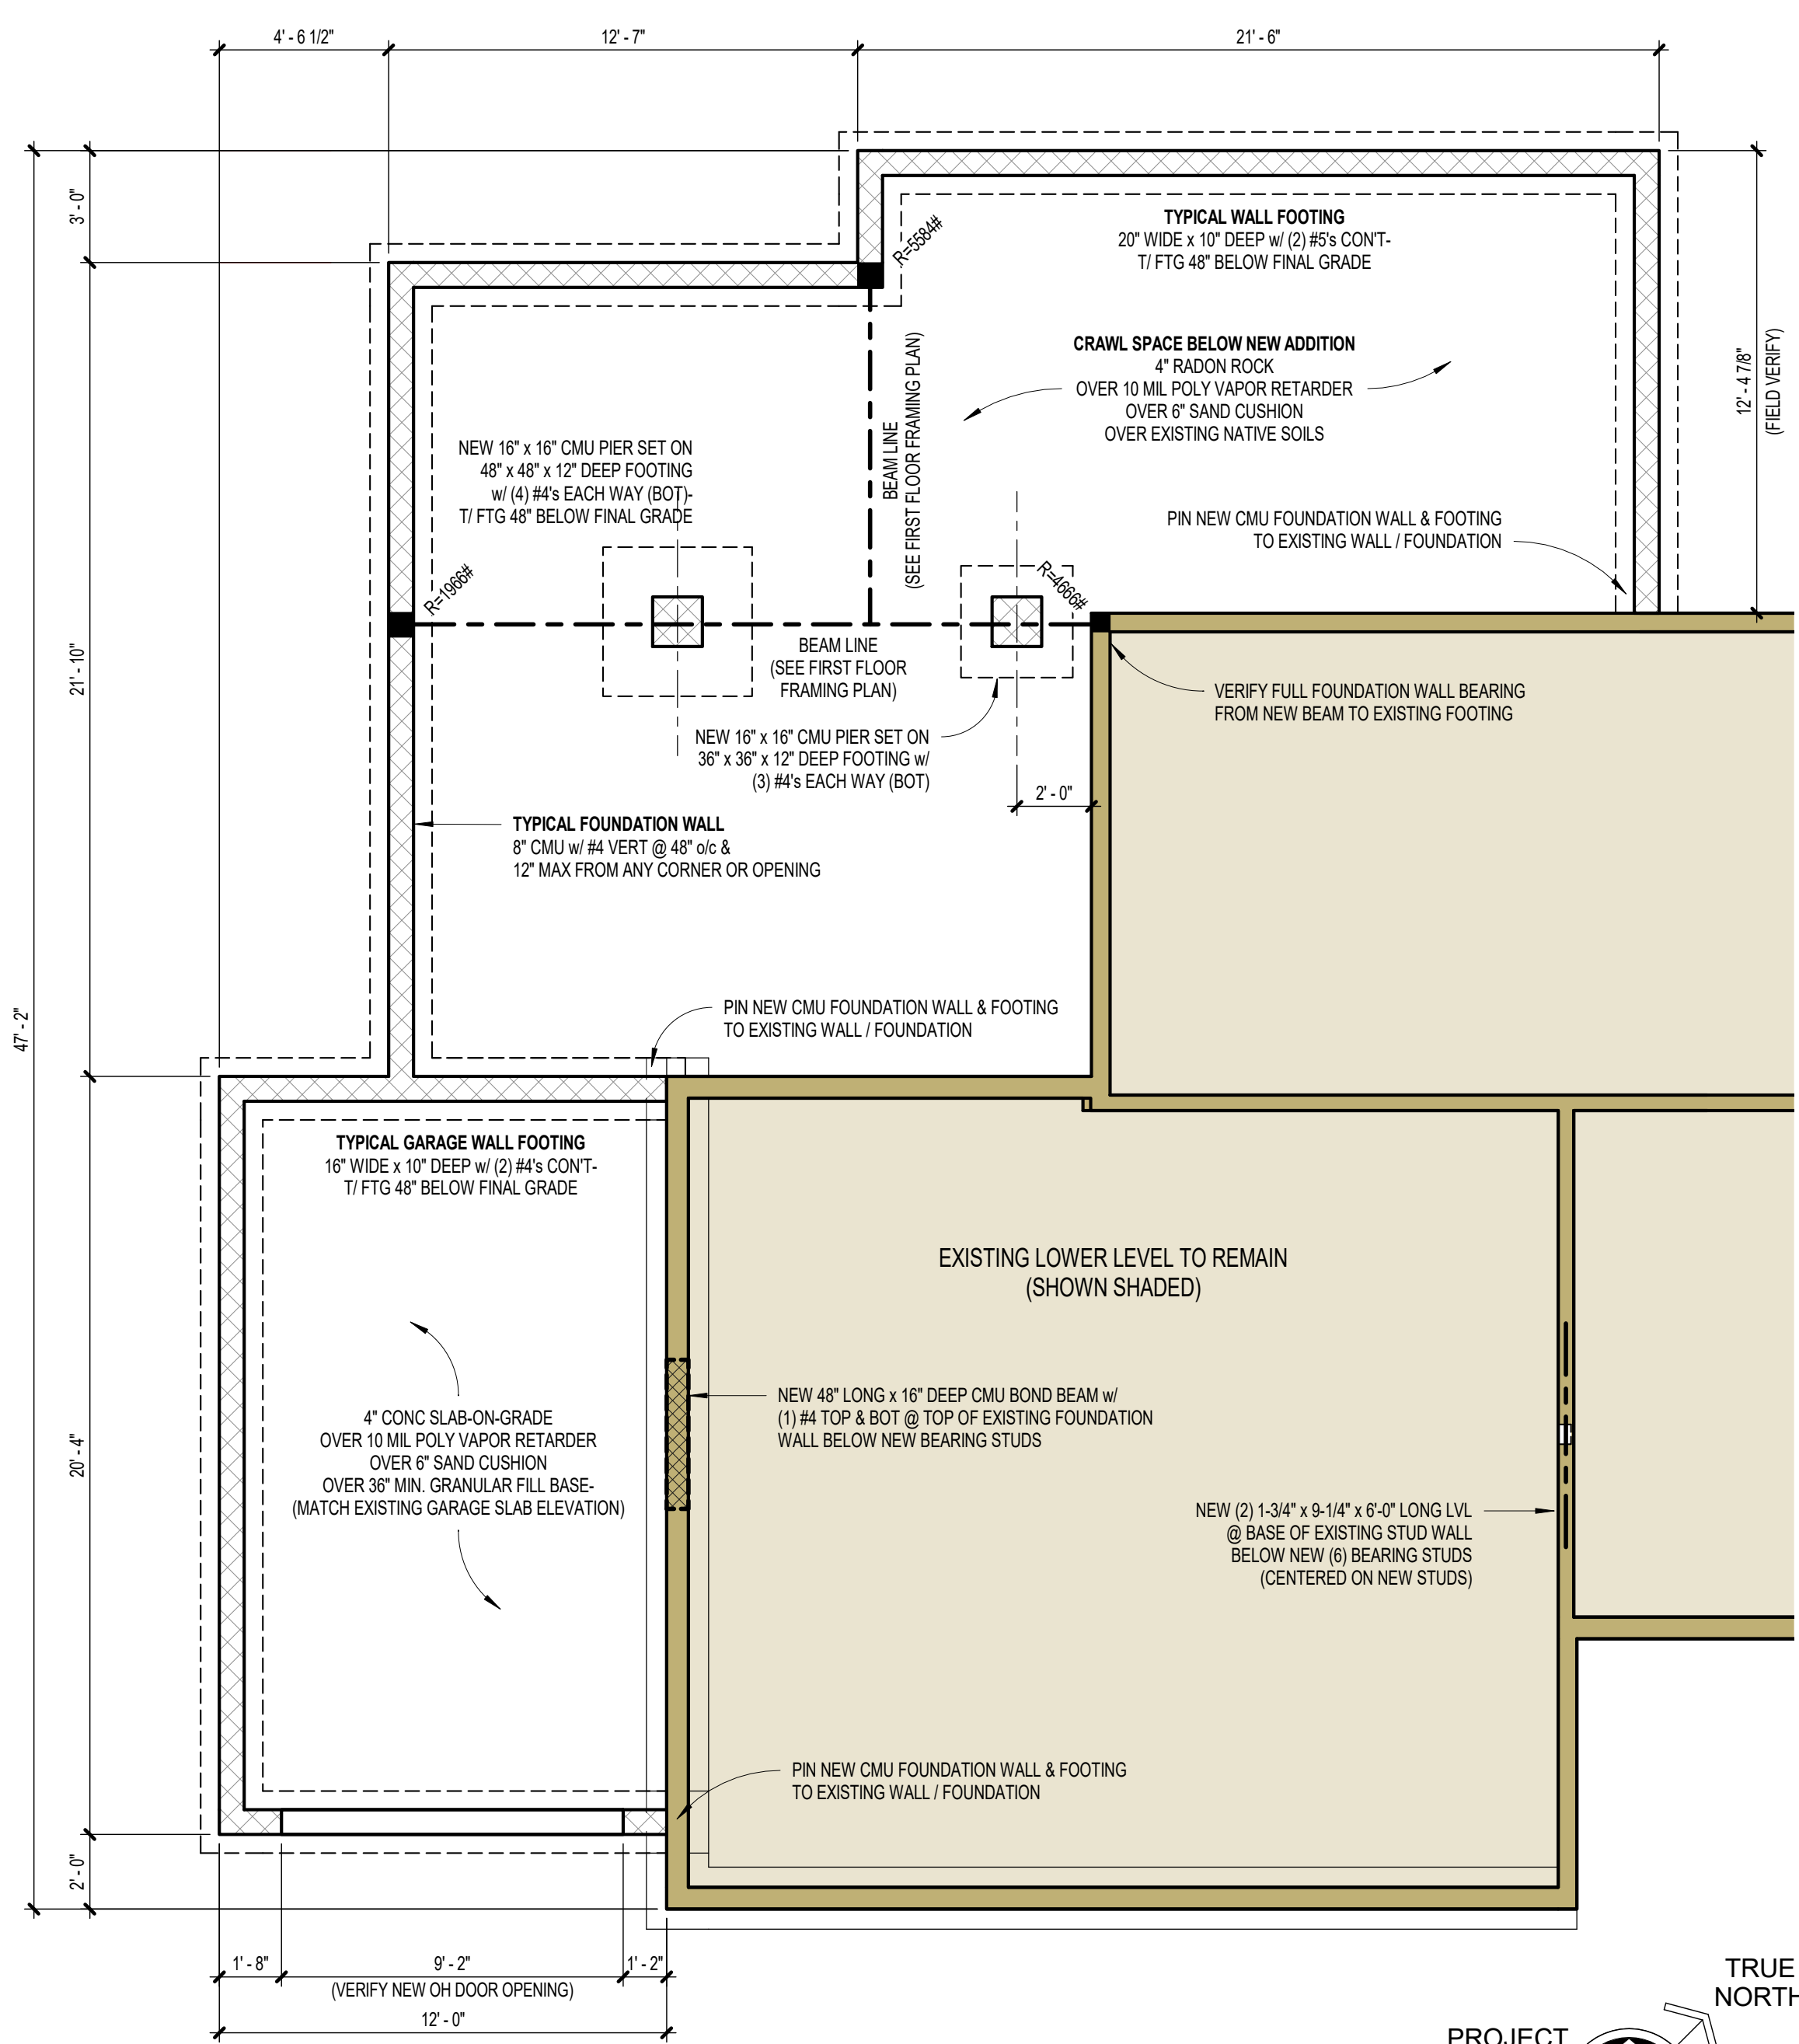 4' - 6 1/2"
12' - 7"
21' - 6"
3' - 0"
21' - 10"
47' - 2"
20' - 4"
2' - 0"
12' - 4 7/8"
(FIELD VERIFY)
R=5584#
TYPICAL WALL FOOTING
20" WIDE x 10" DEEP w/ (2) #5's CON'T-
T/ FTG 48" BELOW FINAL GRADE
CRAWL SPACE BELOW NEW ADDITION
4" RADON ROCK
OVER 10 MIL POLY VAPOR RETARDER
OVER 6" SAND CUSHION
OVER EXISTING NATIVE SOILS
BEAM LINE
(SEE FIRST FLOOR FRAMING PLAN)
NEW 16" x 16" CMU PIER SET ON
48" x 48" x 12" DEEP FOOTING
w/ (4) #4's EACH WAY (BOT)-
T/ FTG 48" BELOW FINAL GRADE
PIN NEW CMU FOUNDATION WALL & FOOTING
TO EXISTING WALL / FOUNDATION
R=1966#
R=4666#
BEAM LINE
(SEE FIRST FLOOR
FRAMING PLAN)
VERIFY FULL FOUNDATION WALL BEARING
FROM NEW BEAM TO EXISTING FOOTING
NEW 16" x 16" CMU PIER SET ON
36" x 36" x 12" DEEP FOOTING w/
(3) #4's EACH WAY (BOT)
2' - 0"
TYPICAL FOUNDATION WALL
8" CMU w/ #4 VERT @ 48" o/c &
12" MAX FROM ANY CORNER OR OPENING
PIN NEW CMU FOUNDATION WALL & FOOTING
TO EXISTING WALL / FOUNDATION
TYPICAL GARAGE WALL FOOTING
16" WIDE x 10" DEEP w/ (2) #4's CON'T-
T/ FTG 48" BELOW FINAL GRADE
EXISTING LOWER LEVEL TO REMAIN
(SHOWN SHADED)
4" CONC SLAB-ON-GRADE
OVER 10 MIL POLY VAPOR RETARDER
OVER 6" SAND CUSHION
OVER 36" MIN. GRANULAR FILL BASE-
(MATCH EXISTING GARAGE SLAB ELEVATION)
NEW 48" LONG x 16" DEEP CMU BOND BEAM w/
(1) #4 TOP & BOT @ TOP OF EXISTING FOUNDATION
WALL BELOW NEW BEARING STUDS
NEW (2) 1-3/4" x 9-1/4" x 6'-0" LONG LVL
@ BASE OF EXISTING STUD WALL
BELOW NEW (6) BEARING STUDS
(CENTERED ON NEW STUDS)
PIN NEW CMU FOUNDATION WALL & FOOTING
TO EXISTING WALL / FOUNDATION
1' - 8"
9' - 2"
1' - 2"
(VERIFY NEW OH DOOR OPENING)
12' - 0"
TRUE
NORTH
PROJECT